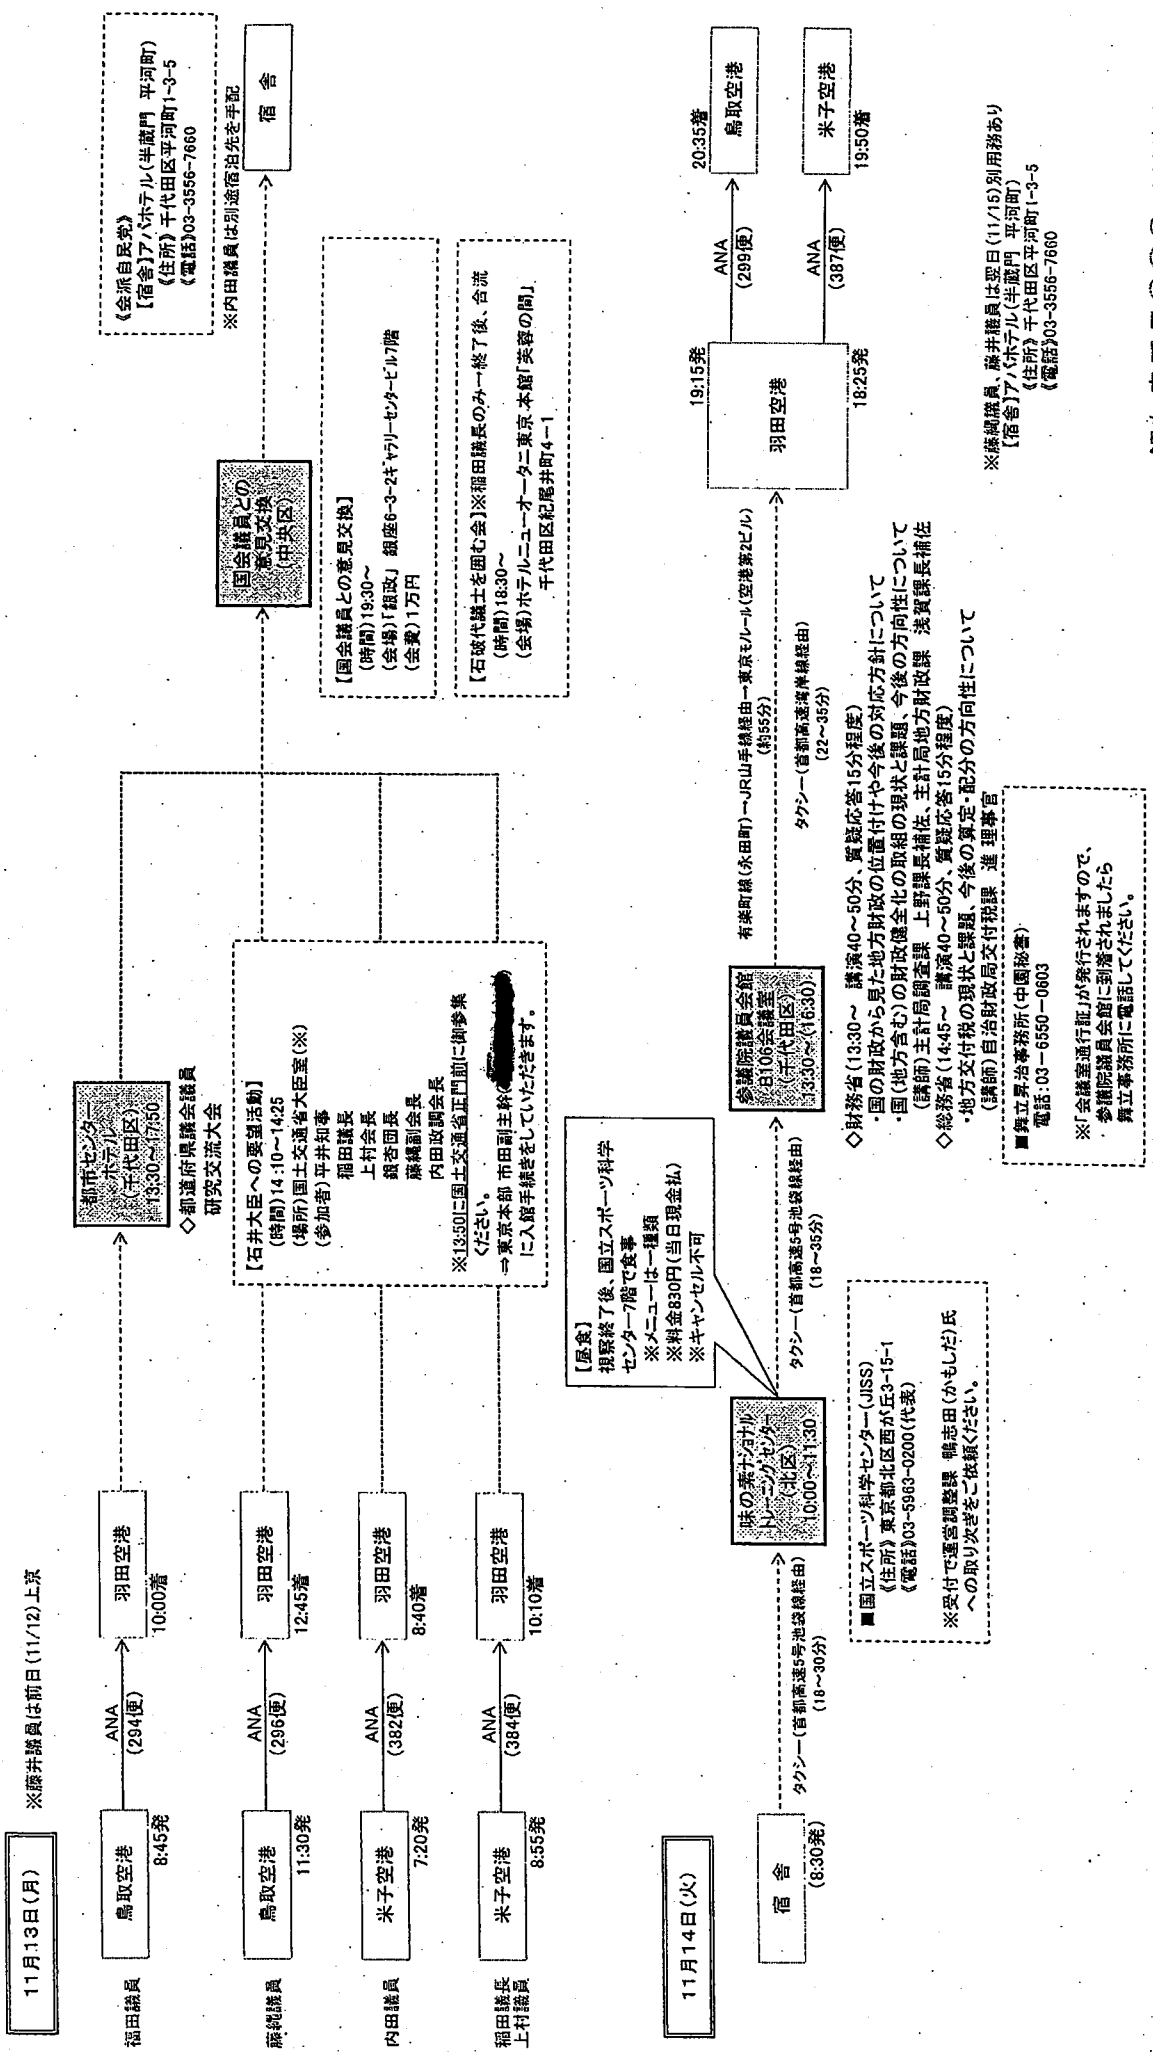 11月13日(月)
※藤井議員は前日(11/12)上京
福田議員
鳥取空港
8:45発
ANA
(294便)
羽田空港
10:00着
都市センター
ホテル
(千代田区)
13:30～17:50
◇都道府県議会議員
研究交流大会
藤縄議員
鳥取空港
11:30発
ANA
(296便)
羽田空港
12:45着
内田議員
米子空港
7:20発
ANA
(382便)
羽田空港
8:40着
稲田議長
上村議員
米子空港
8:55発
ANA
(384便)
羽田空港
10:10着
【石井大臣への要望活動】
(時間)14:10～14:25
(場所)国土交通省大臣室(※)
(参加者)平井知事
稲田議長
上村会長
銀杏団長
藤縄副会長
内田政調会長
※13:50に国土交通省正門前に御参集
ください。
⇒東京本部 市田副主幹(
に入館手続きをしていただきます。
国会議員との
意見交換
(中央区)
【国会議員との意見交換】
(時間)19:30～
(会場)「銀政」 銀座6-3-2ギャラリーセンタービル7階
(会費)1万円
【石破代議士を囲む会】※稲田議長のみ→終了後、合流
(時間)18:30～
(会場)ホテルニューオータニ東京 本館「芙蓉の間」
千代田区紀尾井町4-1
《会派自民党》
【宿舎】アパホテル(半蔵門 平河町)
《住所》千代田区平河町1-3-5
《電話》03-3556-7660
※内田議員は別途宿泊先を手配
宿 舎
11月14日(火)
宿 舎
(8:30発)
タクシー(首都高速5号池袋線経由)
(18～30分)
味の素ナショナル
トレーニングセンター
(北区)
10:00～11:30
【昼食】
視察終了後、国立スポーツ科学
センター7階で食事
※メニューは一種類
※料金830円(当日現金払)
※キャンセル不可
■国立スポーツ科学センター(JISS)
《住所》東京都北区西が丘3-15-1
《電話》03-5963-0200(代表)
※受付で運営調整課 鴨志田(かもしだ)氏
への取り次ぎをご依頼ください。
タクシー(首都高速5号池袋線経由)
(18～35分)
参議院議員会館
B106会議室
(千代田区)
13:30～(16:30)
◇財務省(13:30～ 講演40～50分、質疑応答15分程度)
・国の財政から見た地方財政の位置付けや今後の対応方針について
・国(地方含む)の財政健全化の取組の現状と課題、今後の方向性について
(講師)主計局調査課 上野課長補佐、主計局地方財政課 浅賀課長補佐
◇総務省(14:45～ 講演40～50分、質疑応答15分程度)
・地方交付税の現状と課題、今後の算定・配分の方向性について
(講師)自治財政局交付税課 進 理事官
■舞立昇治事務所(中園秘書)
電話:03-6550-0603
※「会議室通行証」が発行されますので、
参議院議員会館に到着されましたら
舞立事務所に電話してください。
有楽町線(永田町)→JR山手線経由→東京モノレール(空港第2ビル)
(約55分)
タクシー(首都高速湾岸線経由)
(22～35分)
羽田空港
19:15発
18:25発
ANA
(299便)
20:35着
鳥取空港
ANA
(387便)
米子空港
19:50着
※藤縄議員、藤井議員は翌日(11/15)別用務あり
【宿舎】アパホテル(半蔵門 平河町)
《住所》千代田区平河町1-3-5
《電話》03-3556-7660